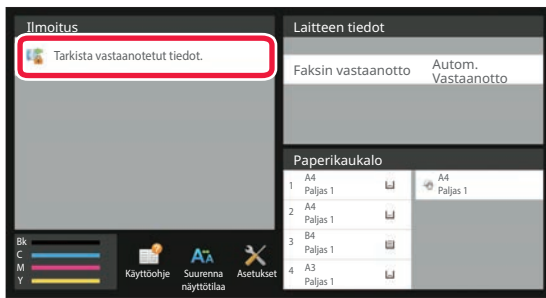 Ilmoitus
Tarkista vastaanotetut tiedot.
Laitteen tiedot
Faksin vastaanotto
Autom.
Vastaanotto
Paperikaukalo
1 A4
Paljas 1
2 A4
Paljas 1
3 B4
Paljas 1
4 A3
Paljas 1
A4
Paljas 1
Bk
C
M
Y
Käyttöohje
Suurenna
näyttötilaa
Asetukset